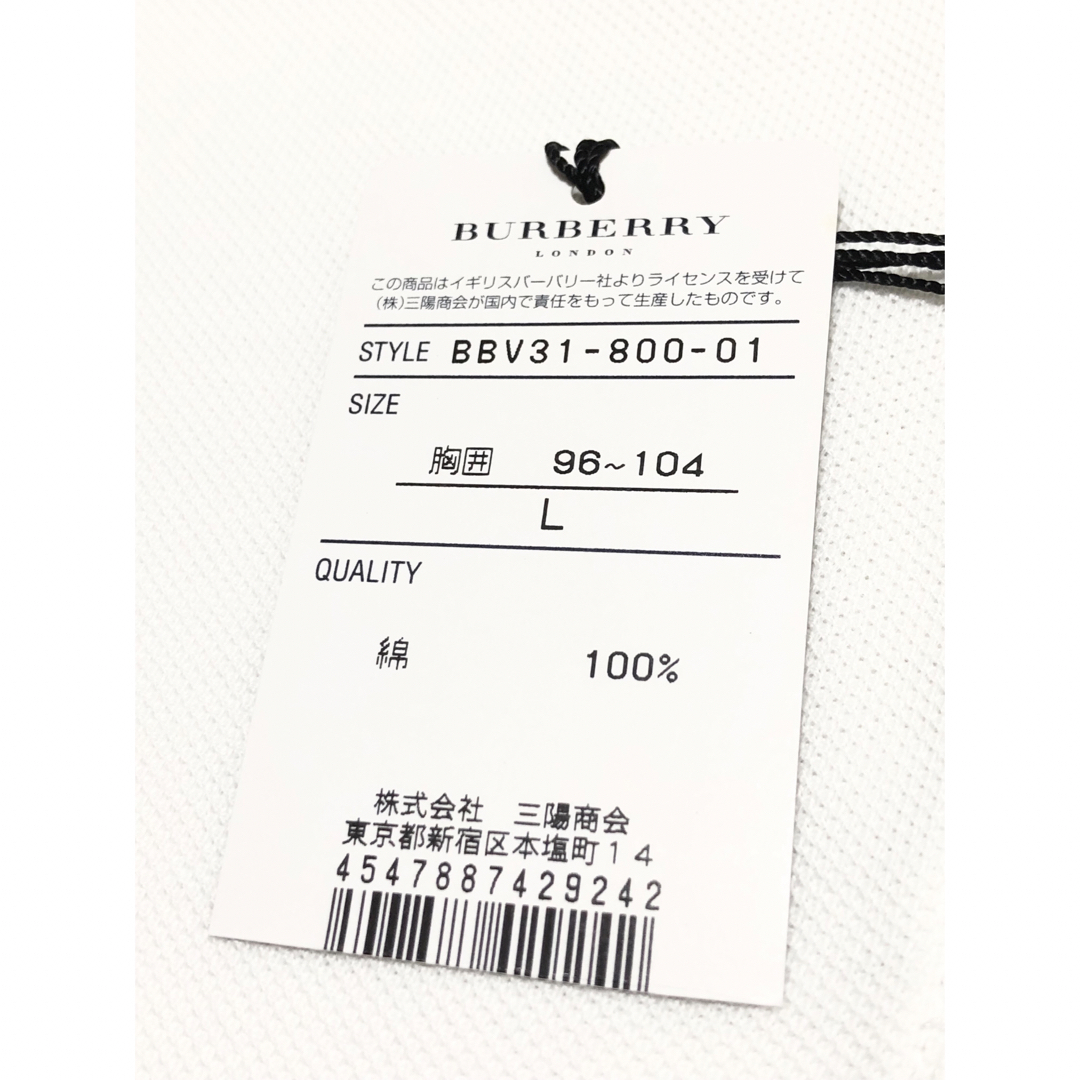 BURBERRY
LONDON
この商品はイギリスバーバリー社よりライセンスを受けて
(株)三陽商会が国内で責任をもって生産したものです。
STYLE BBV31-800-01
SIZE
胸囲 96~104
L
QUALITY
綿 100%
株式会社 三陽商会
東京都新宿区本塩町14
4547887429242